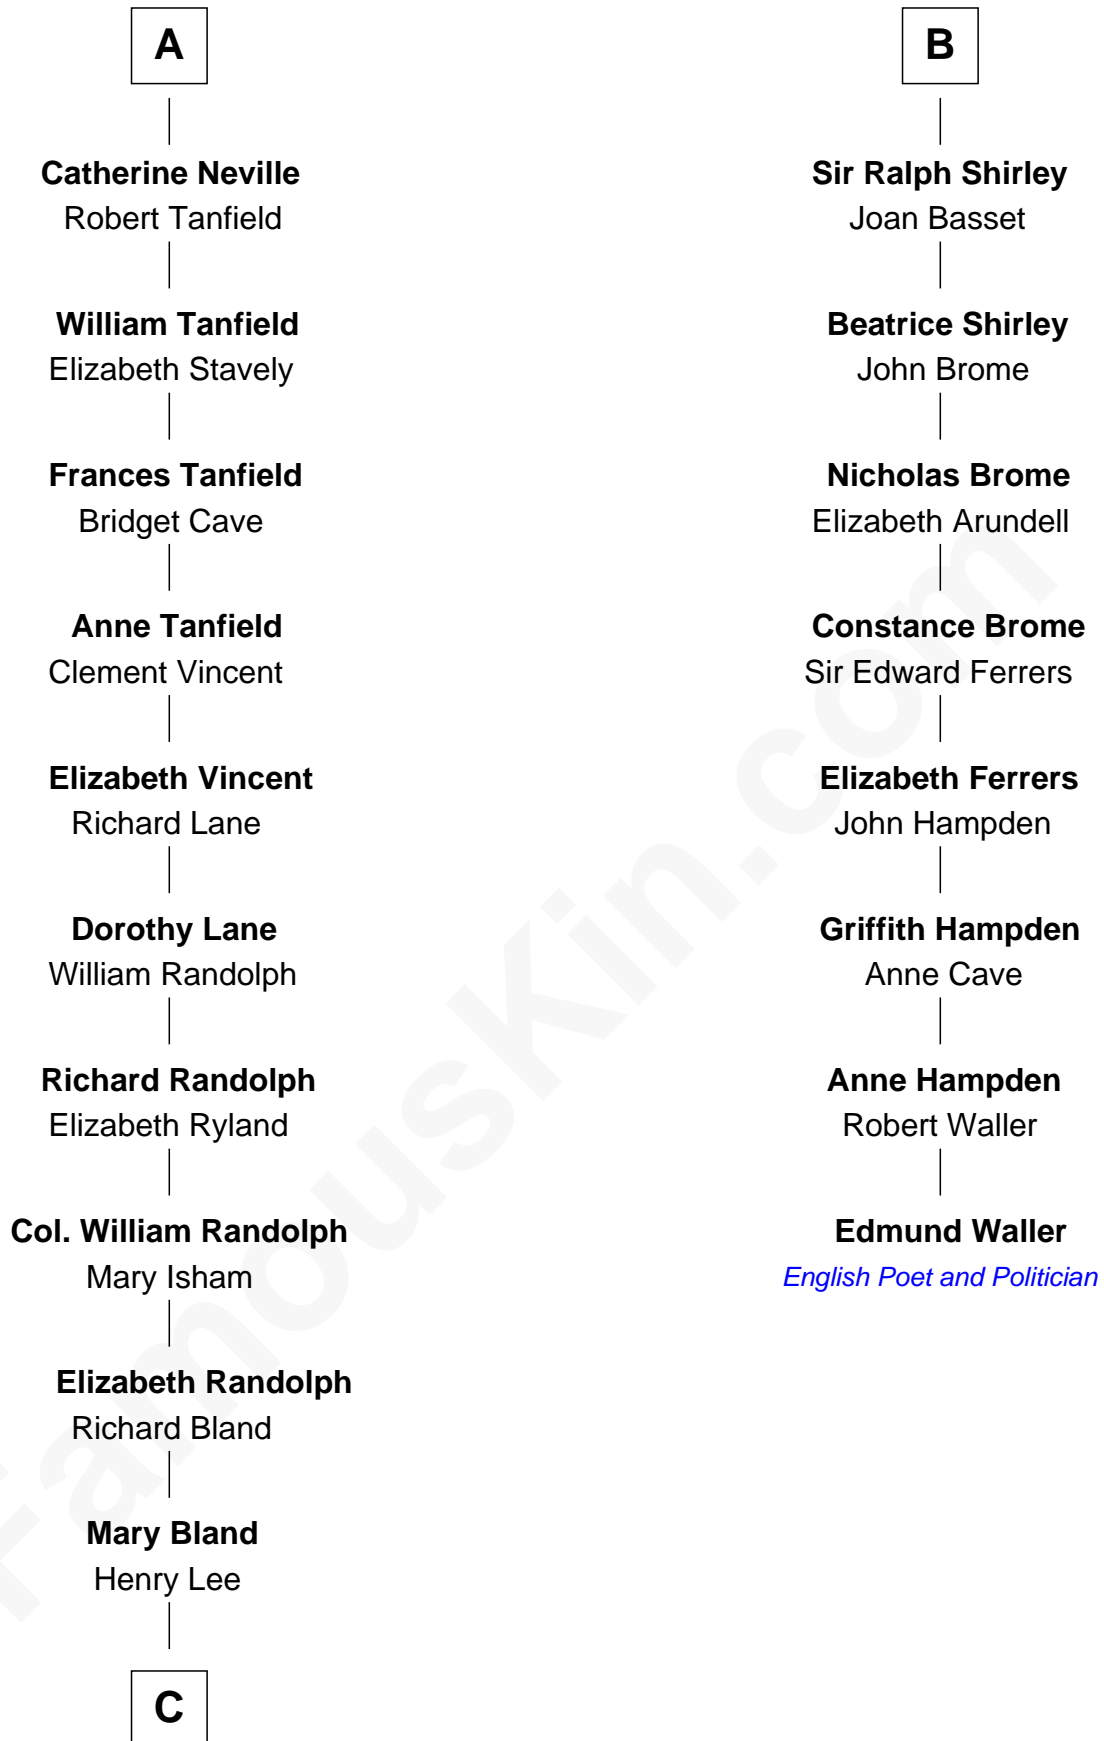 A
Catherine Neville
Robert Tanfield
William Tanfield
Elizabeth Stavely
Frances Tanfield
Bridget Cave
Anne Tanfield
Clement Vincent
Elizabeth Vincent
Richard Lane
Dorothy Lane
William Randolph
Richard Randolph
Elizabeth Ryland
Col. William Randolph
Mary Isham
Elizabeth Randolph
Richard Bland
Mary Bland
Henry Lee
C
B
Sir Ralph Shirley
Joan Basset
Beatrice Shirley
John Brome
Nicholas Brome
Elizabeth Arundell
Constance Brome
Sir Edward Ferrers
Elizabeth Ferrers
John Hampden
Griffith Hampden
Anne Cave
Anne Hampden
Robert Waller
Edmund Waller
English Poet and Politician
FamousKin.com